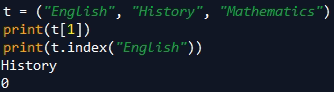 t = ("English", "History", "Mathematics")
print(t[1])
print(t.index("English"))
History
0